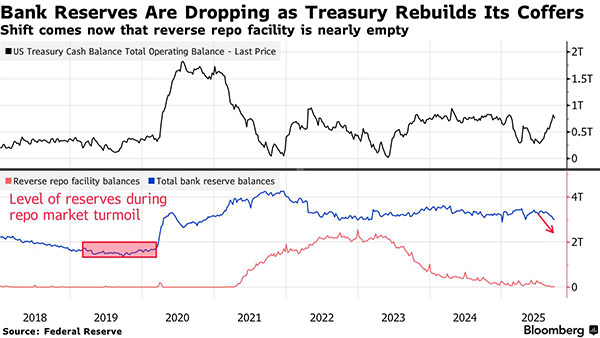 Bank Reserves Are Dropping as Treasury Rebuilds Its Coffers
Shift comes now that reverse repo facility is nearly empty
US Treasury Cash Balance Total Operating Balance - Last Price
2T
1T
0.5T
0
Reverse repo facility balances Total bank reserve balances
Level of reserves during
repo market turmoil
4T
2T
0
2018 2019 2020 2021 2022 2023 2024 2025
Source: Federal Reserve
Bloomberg